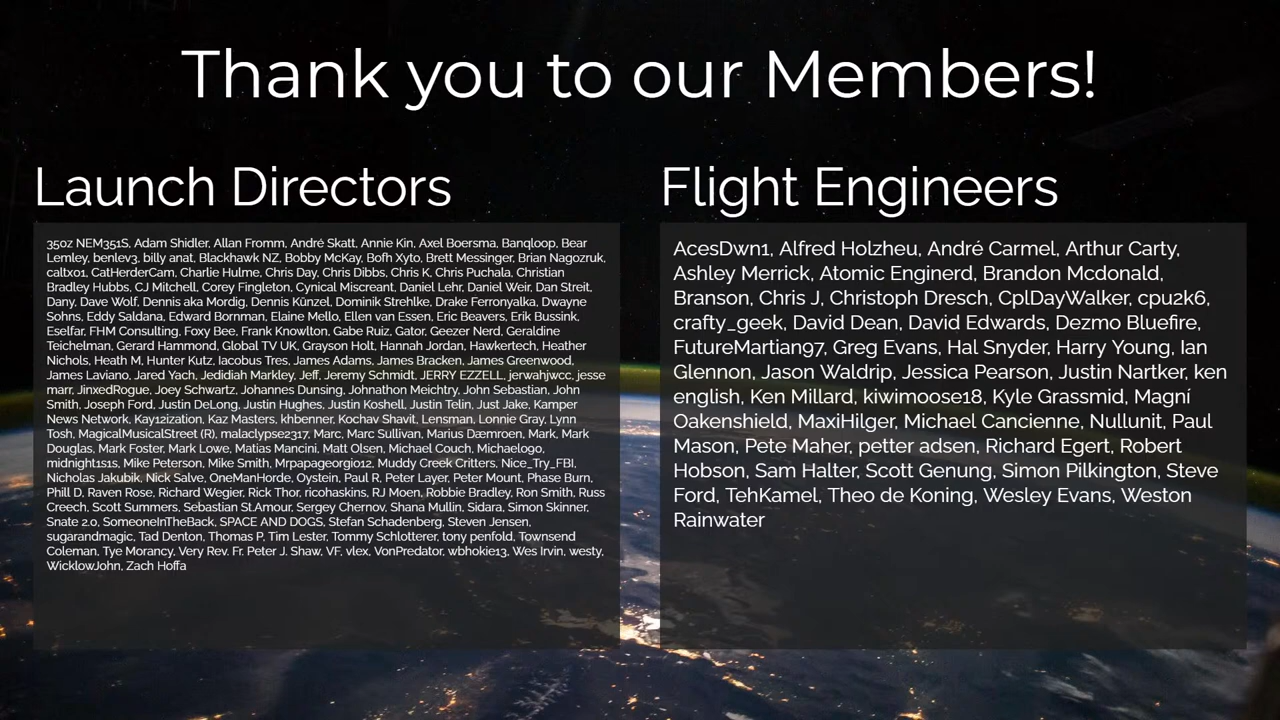 Thank you to our Members!
Launch Directors
35oz NEM351S, Adam Shidler, Allan Fromm, André Skatt, Annie Kin, Axel Boersma, Banqloop, Bear
Lemley, benlev3, billy anat, Blackhawk NZ, Bobby McKay, Bofh Xyto, Brett Messinger, Brian Nagozruk,
caltx01, CatHerderCam, Charlie Hulme, Chris Day, Chris Dibbs, Chris K, Chris Puchala, Christian
Bradley Hubbs, CJ Mitchell, Corey Fingleton, Cynical Miscreant, Daniel Lehr, Daniel Weir, Dan Streit,
Dany, Dave Wolf, Dennis aka Mordig, Dennis Künzel, Dominik Strehlke, Drake Ferronyalka, Dwayne
Sohns, Eddy Saldana, Edward Bornman, Elaine Mello, Ellen van Essen, Eric Beavers, Erik Bussink,
Eselfar, FHM Consulting, Foxy Bee, Frank Knowlton, Gabe Ruiz, Gator, Geezer Nerd, Geraldine
Teichelman, Gerard Hammond, Global TV UK, Grayson Holt, Hannah Jordan, Hawkertech, Heather
Nichols, Heath M, Hunter Kutz, Iacobus Tres, James Adams, James Bracken, James Greenwood,
James Laviano, Jared Yach, Jedidiah Markley, Jeff, Jeremy Schmidt, JERRY EZZELL, jerwahjwcc, jesse
marr, JinxedRogue, Joey Schwartz, Johannes Dunsing, Johnathon Meichtry, John Sebastian, John
Smith, Joseph Ford, Justin DeLong, Justin Hughes, Justin Koshell, Justin Telin, Just Jake, Kamper
News Network, Kay12ization, Kaz Masters, khbenner, Kochav Shavit, Lensman, Lonnie Gray, Lynn
Tosh, MagicalMusicalStreet (R), malaclypse2317, Marc, Marc Sullivan, Marius Dæmroen, Mark, Mark
Douglas, Mark Foster, Mark Lowe, Matias Mancini, Matt Olsen, Michael Couch, Michael090,
midnight1s1s, Mike Peterson, Mike Smith, Mrpapageorgio12, Muddy Creek Critters, Nice_Try_FBI,
Nicholas Jakubik, Nick Salve, OneManHorde, Oystein, Paul R, Peter Layer, Peter Mount, Phase Burn,
Phill D, Raven Rose, Richard Wegier, Rick Thor, ricohaskins, RJ Moen, Robbie Bradley, Ron Smith, Russ
Creech, Scott Summers, Sebastian St.Amour, Sergey Chernov, Shana Mullin, Sidara, Simon Skinner,
Snate 2.0, SomeoneInTheBack, SPACE AND DOGS, Stefan Schadenberg, Steven Jensen,
sugarandmagic, Tad Denton, Thomas P, Tim Lester, Tommy Schlotterer, tony penfold, Townsend
Coleman, Tye Morancy, Very Rev. Fr. Peter J. Shaw, VF, vlex, VonPredator, wbhokie13, Wes Irvin, westy,
WicklowJohn, Zach Hoffa
Flight Engineers
AcesDwn1, Alfred Holzheu, André Carmel, Arthur Carty,
Ashley Merrick, Atomic Enginerd, Brandon Mcdonald,
Branson, Chris J, Christoph Dresch, CplDayWalker, cpu2k6,
crafty_geek, David Dean, David Edwards, Dezmo Bluefire,
FutureMartian97, Greg Evans, Hal Snyder, Harry Young, Ian
Glennon, Jason Waldrip, Jessica Pearson, Justin Nartker, ken
english, Ken Millard, kiwimoose18, Kyle Grassmid, Magní
Oakenshield, MaxiHilger, Michael Cancienne, Nullunit, Paul
Mason, Pete Maher, petter adsen, Richard Egert, Robert
Hobson, Sam Halter, Scott Genung, Simon Pilkington, Steve
Ford, TehKamel, Theo de Koning, Wesley Evans, Weston
Rainwater